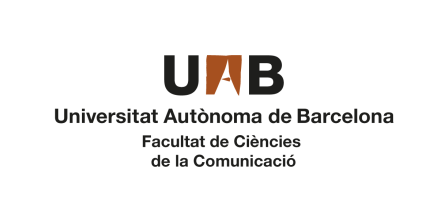 UAB
Universitat Autònoma de Barcelona
Facultat de Ciències
de la Comunicació